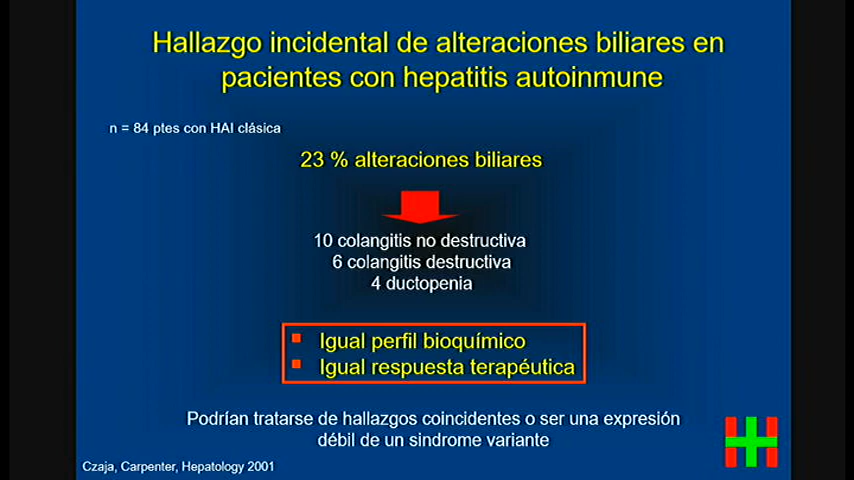 Hallazgo incidental de alteraciones biliares en
pacientes con hepatitis autoinmune
n = 84 ptes con HAI clásica
23 % alteraciones biliares
10 colangitis no destructiva
6 colangitis destructiva
4 ductopenia
Igual perfil bioquímico
Igual respuesta terapéutica
Podrían tratarse de hallazgos coincidentes o ser una expresión
débil de un sindrome variante
Czaja, Carpenter, Hepatology 2001